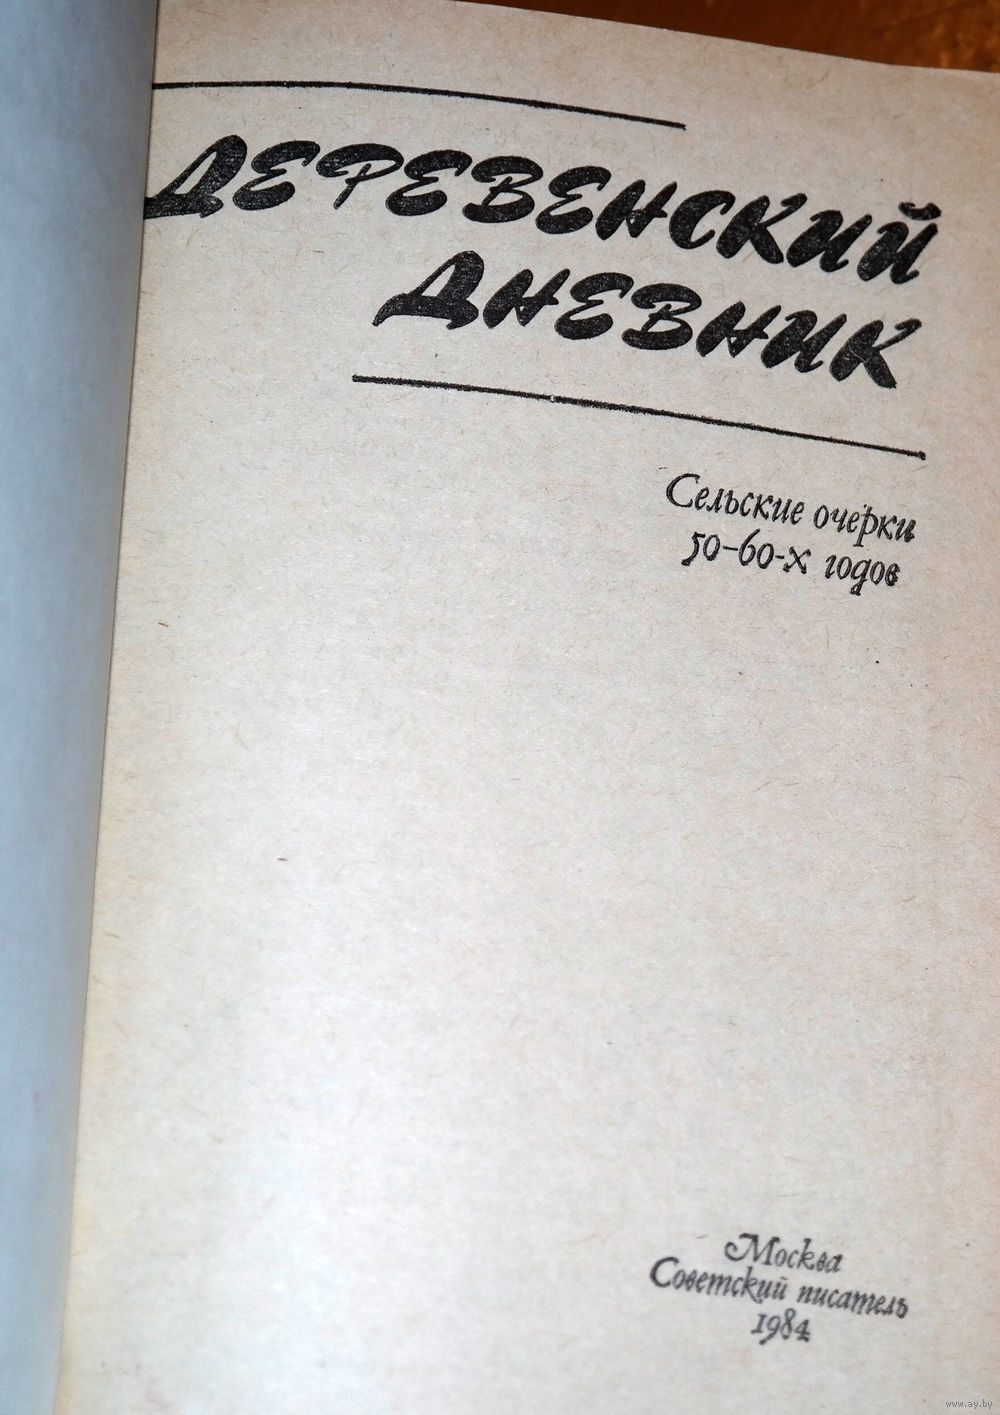 ДЕРЕВЕНСКИЙ
ДНЕВНИК
Сельские очерки
50–60-х годов
Москва
Советский писатель
1984
www.ay.by